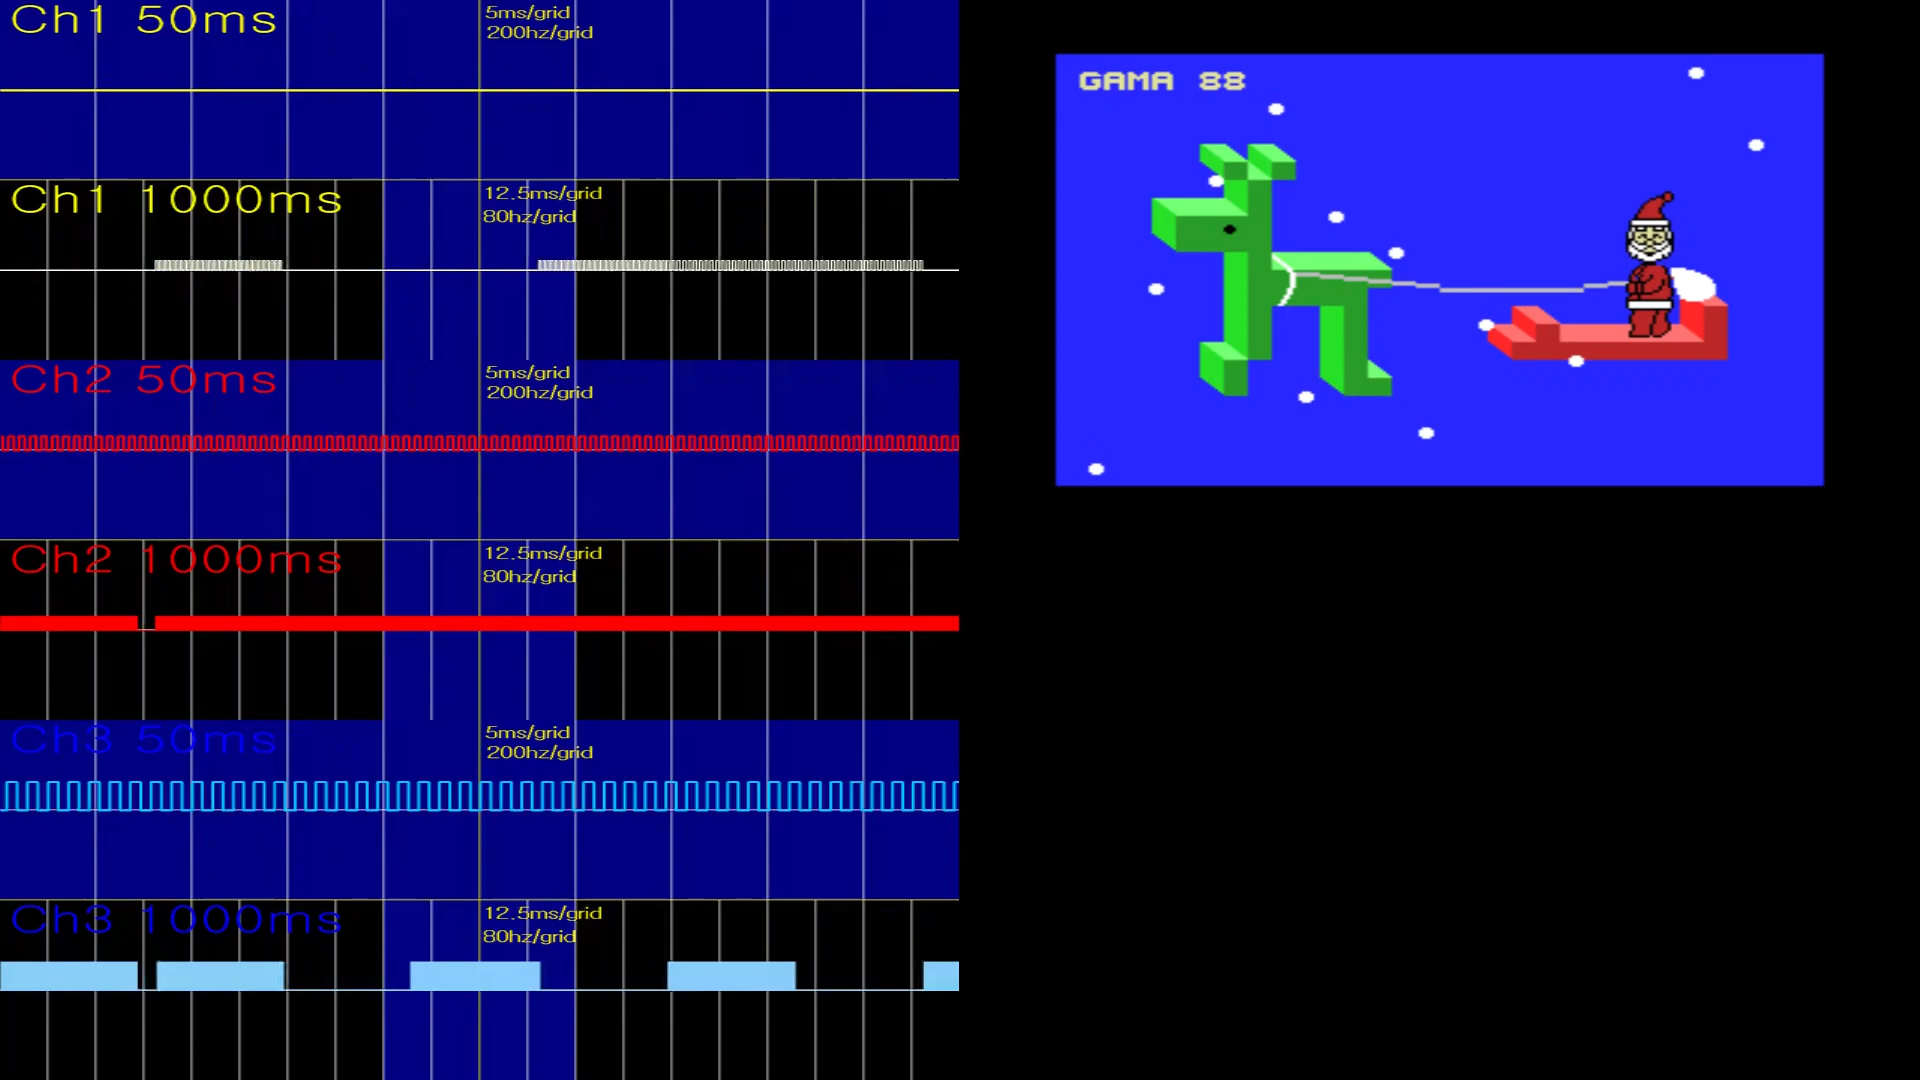 Ch1 50ms
5ms/grid
200hz/grid
Ch1 1000ms
12.5ms/grid
80hz/grid
Ch2 50ms
5ms/grid
200hz/grid
Ch2 1000ms
12.5ms/grid
80hz/grid
Ch3 50ms
5ms/grid
200hz/grid
Ch3 1000ms
12.5ms/grid
80hz/grid
GAMA 88